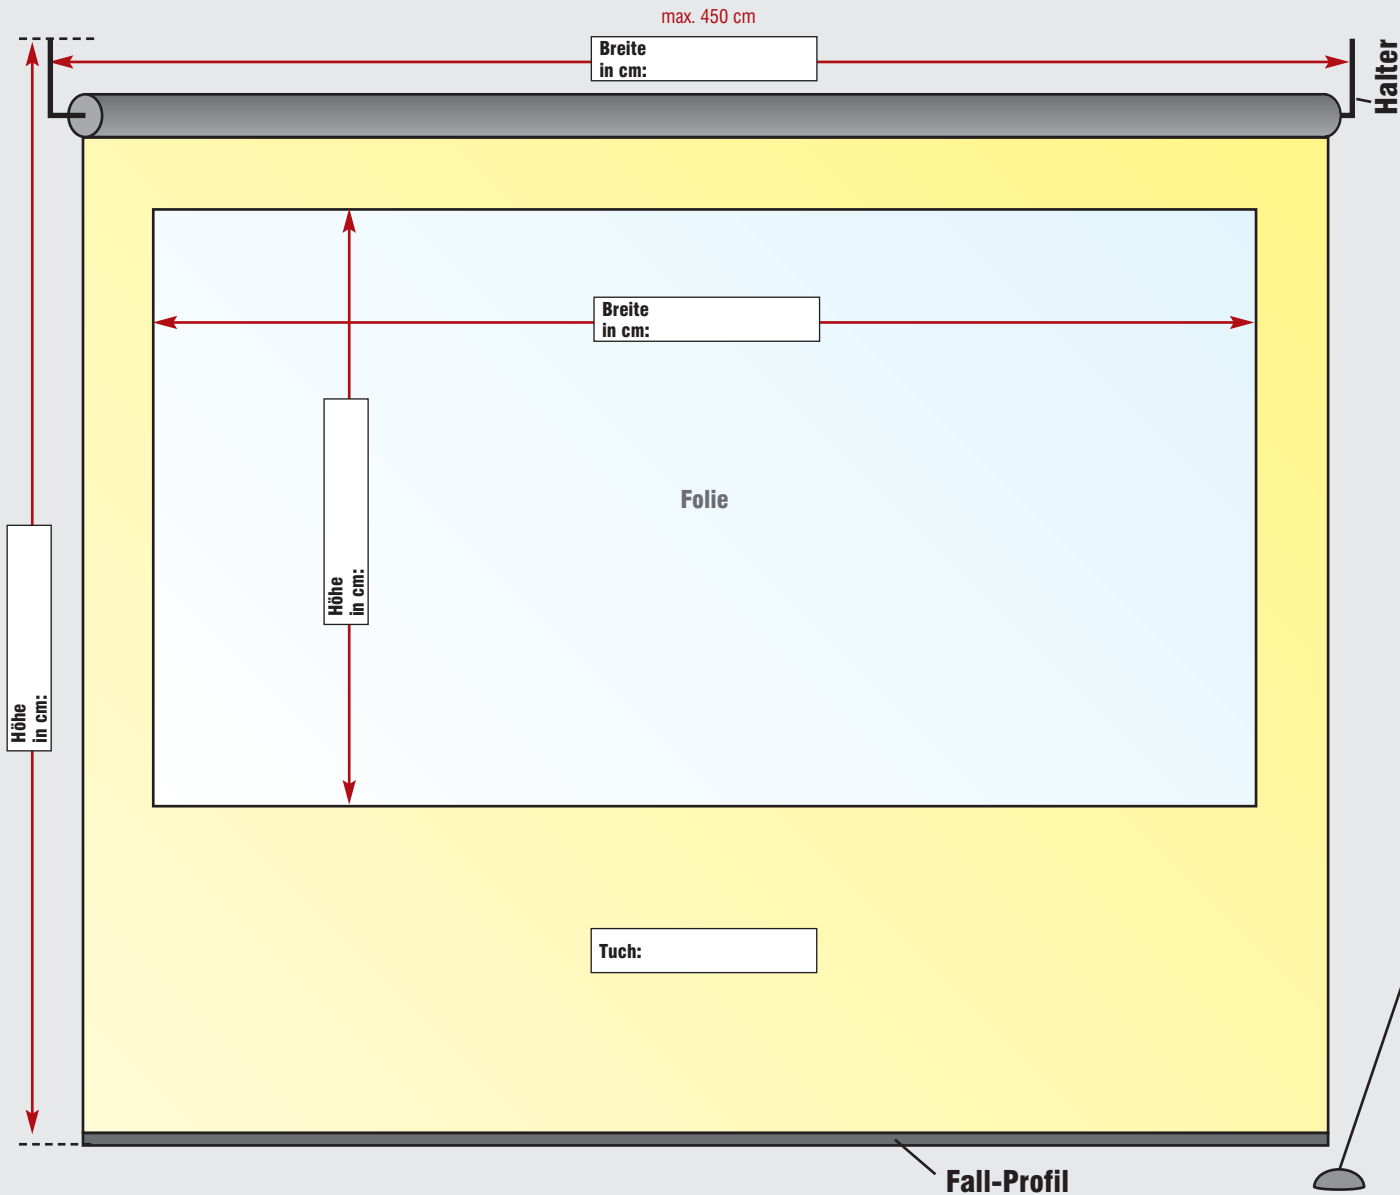 max. 450 cm
Breite
in cm:
Halter
Breite
in cm:
Folie
Höhe
in cm:
Höhe
in cm:
Tuch:
Fall-Profil